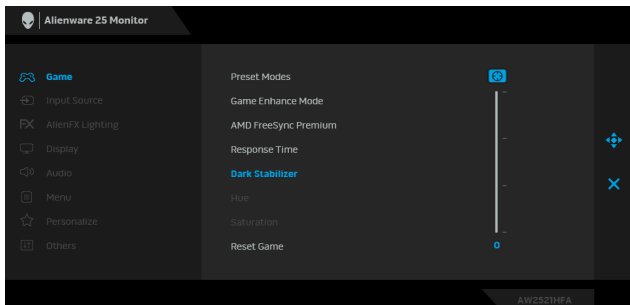 Alienware 25 Monitor
Game
Input Source
AlienFX Lighting
Display
Audio
Menu
Personalize
Others
Preset Modes
Game Enhance Mode
AMD FreeSync Premium
Response Time
Dark Stabilizer
Hue
Saturation
Reset Game
0
AW2521HFA